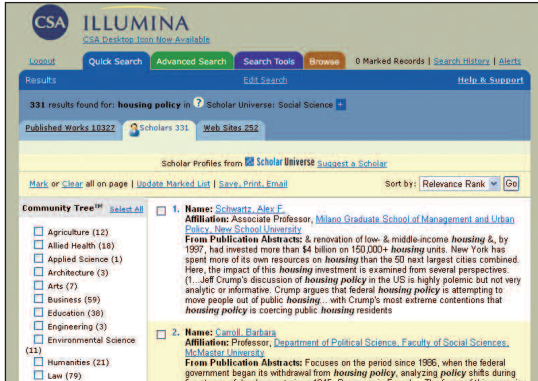 CSA ILLUMINA
CSA Desktop Icon Now Available
Logout Quick Search Advanced Search Search Tools Browse 0 Marked Records | Search History | Alerts
Results Edit Search Help & Support
331 results found for: housing policy in ? Scholar Universe: Social Science +
Published Works 10327 Scholars 331 Web Sites 252
Scholar Profiles from Scholar Universe Suggest a Scholar
Mark or Clear all on page | Update Marked List | Save, Print, Email Sort by: Relevance Rank Go
Community Tree™ Select All
Agriculture (12)
Allied Health (18)
Applied Science (1)
Architecture (3)
Arts (7)
Business (59)
Education (38)
Engineering (3)
Environmental Science
(11)
Humanities (21)
Law (79)
1. Name: Schwartz, Alex F.
Affiliation: Associate Professor, Milano Graduate School of Management and Urban
Policy, New School University
From Publication Abstracts: & renovation of low- & middle-income housing &, by
1997, had invested more than $4 billion on 150,000+ housing units. New York has
spent more of its own resources on housing than the 50 next largest cities combined.
Here, the impact of this housing investment is examined from several perspectives.
(1...Jeff Crump's discussion of housing policy in the US is highly polemic but not very
analytic or informative. Crump argues that federal housing policy is attempting to
move people out of public housing... with Crump's most extreme contentions that
housing policy is coercing public housing residents
2. Name: Carroll, Barbara
Affiliation: Professor, Department of Political Science, Faculty of Social Sciences,
McMaster University
From Publication Abstracts: Focuses on the period since 1986, when the federal
government began its withdrawal from housing policy, analyzing policy shifts during